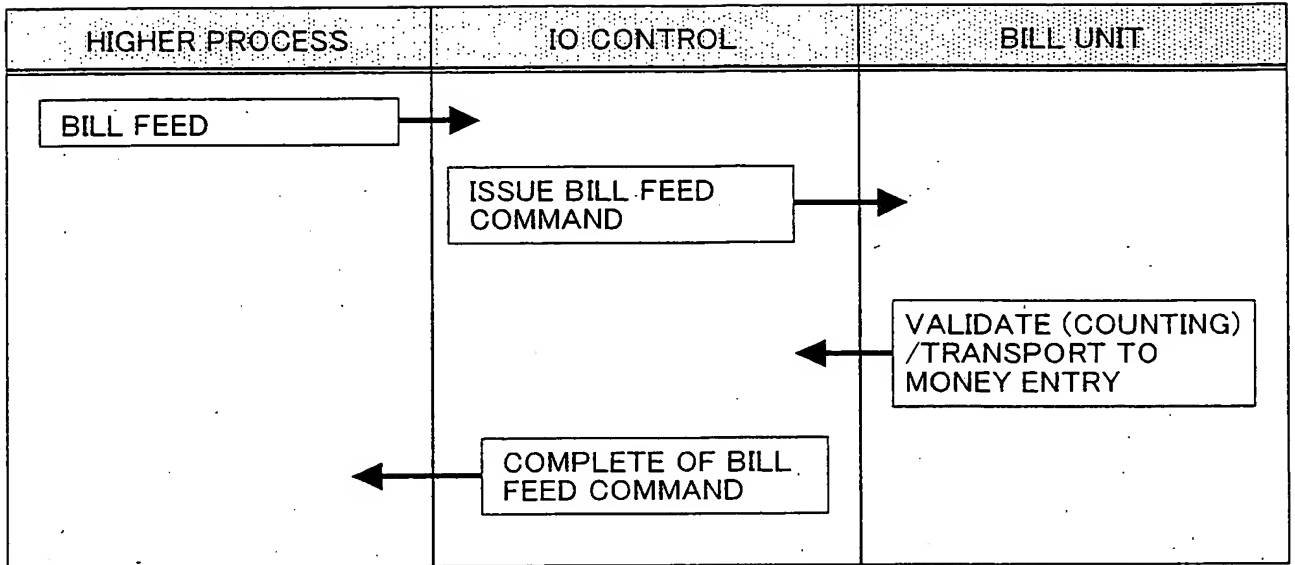 HIGHER PROCESS
IO CONTROL
BILL UNIT
BILL FEED
ISSUE BILL FEED
COMMAND
VALIDATE (COUNTING)
/TRANSPORT TO
MONEY ENTRY
COMPLETE OF BILL
FEED COMMAND